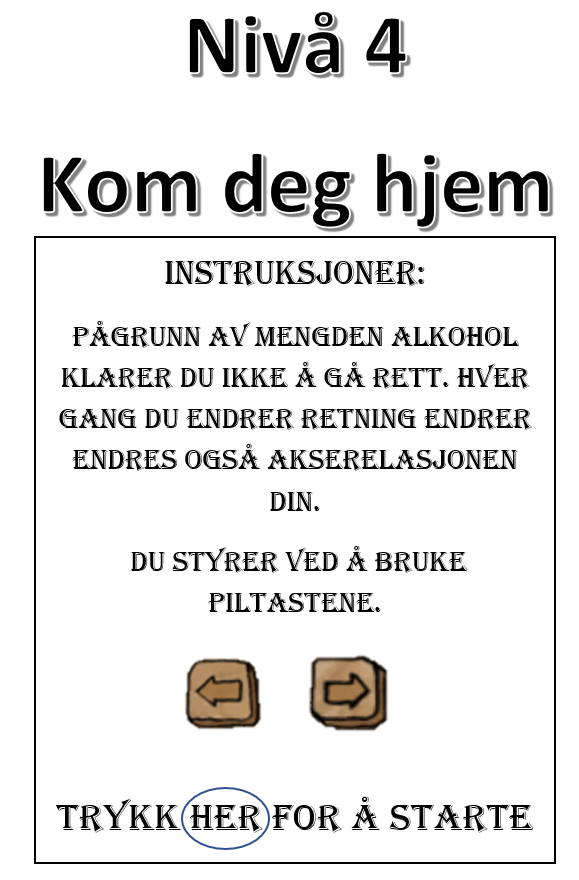 Nivå 4
Kom deg hjem
INSTRUKSJONER:
PÅGRUNN AV MENGDEN ALKOHOL
KLARER DU IKKE Å GÅ RETT. HVER
GANG DU ENDRER RETNING ENDRER
ENDRES OGSÅ AKSERELASJONEN
DIN.
DU STYRER VED Å BRUKE
PILTASTENE.
TRYKK HER FOR Å STARTE